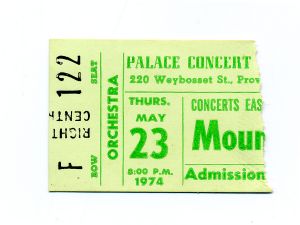 RIGHT CENT
F 122
ROW SEAT
ORCHESTRA
PALACE CONCERT
220 Weybosset St., Prov
THURS.
MAY
23
8:00 P.M.
1974
CONCERTS EAS
Moun
Admission